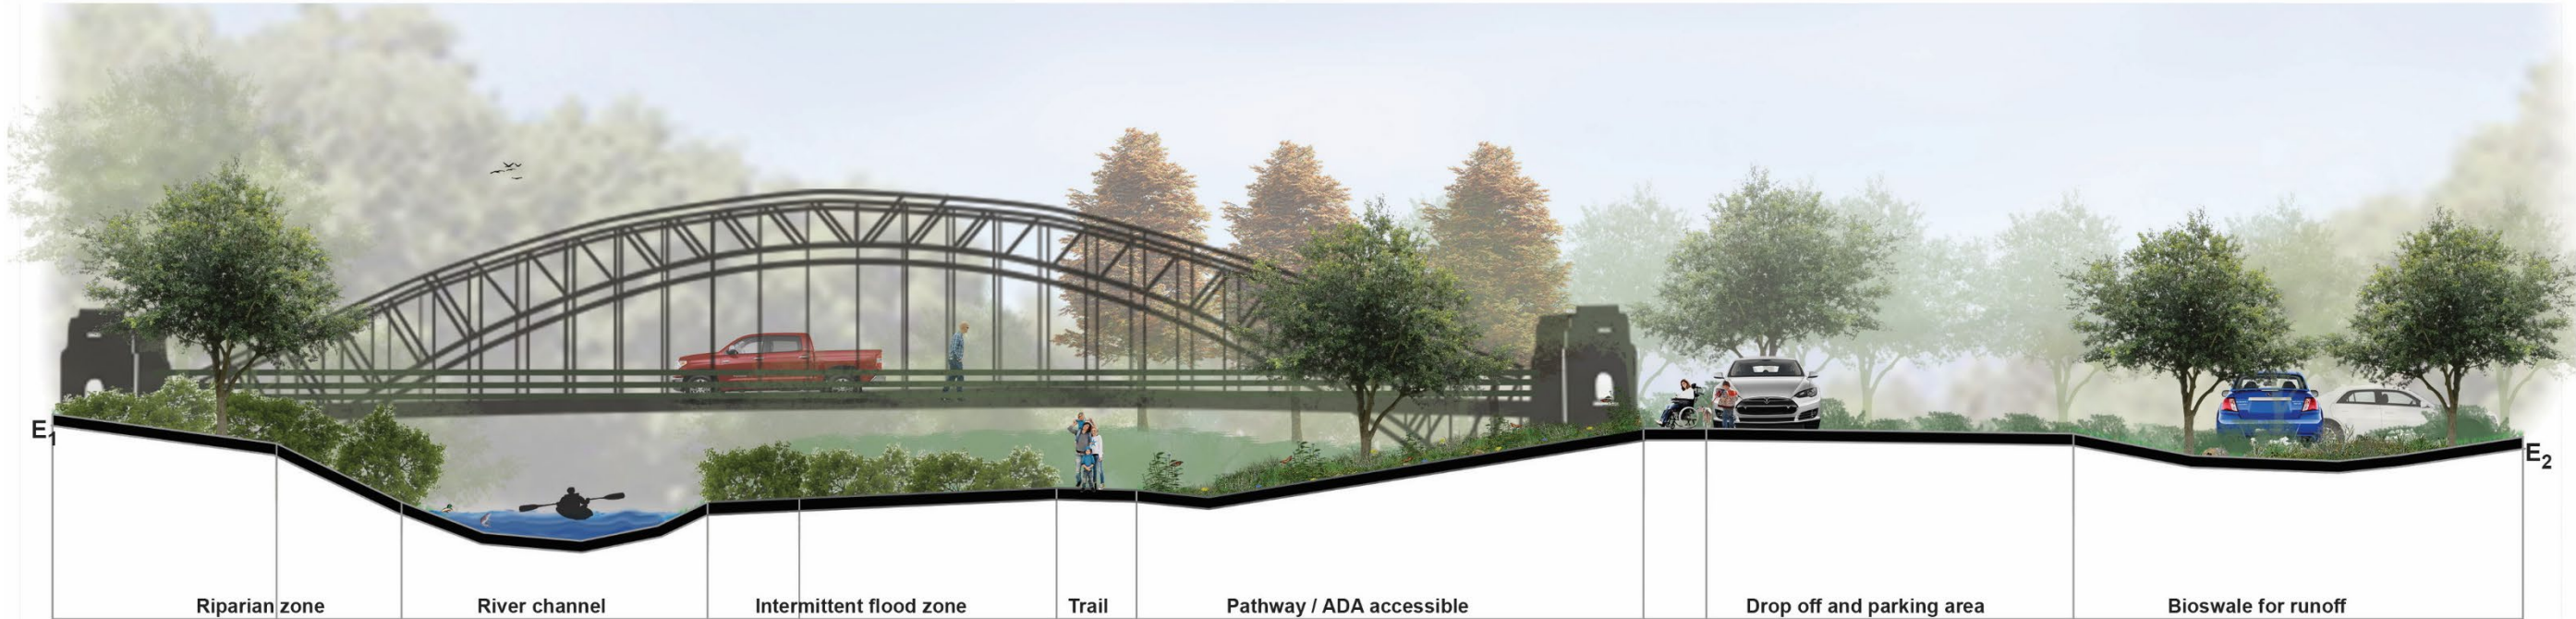 E1
E2
Riparian zone
River channel
Intermittent flood zone
Trail
Pathway / ADA accessible
Drop off and parking area
Bioswale for runoff